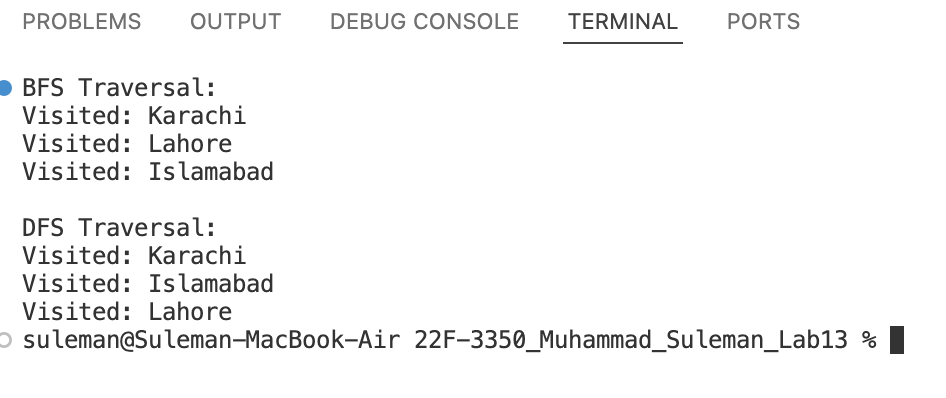 PROBLEMS OUTPUT DEBUG CONSOLE TERMINAL PORTS
BFS Traversal:
Visited: Karachi
Visited: Lahore
Visited: Islamabad
DFS Traversal:
Visited: Karachi
Visited: Islamabad
Visited: Lahore
suleman@Suleman-MacBook-Air 22F-3350_Muhammad_Suleman_Lab13 %